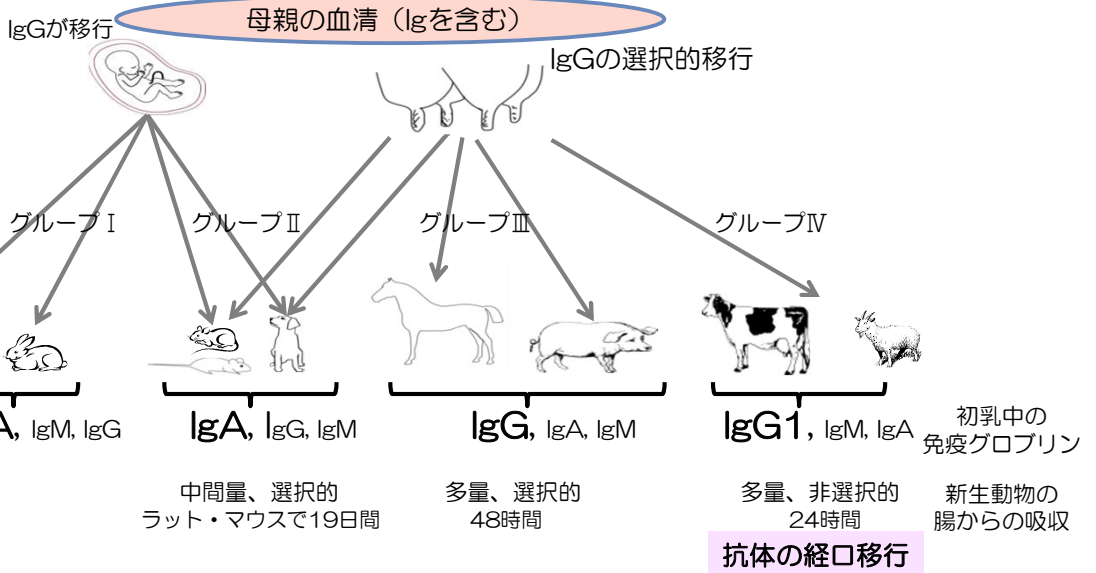 母親の血清（Igを含む）
IgGが移行
IgGの選択的移行
グループⅠ
グループⅡ
グループⅢ
グループⅣ
A, IgM, IgG
IgA, IgG, IgM
IgG, IgA, IgM
IgG1, IgM, IgA
初乳中の
免疫グロブリン
中間量、選択的
ラット・マウスで19日間
多量、選択的
48時間
多量、非選択的
24時間
新生動物の
腸からの吸収
抗体の経口移行